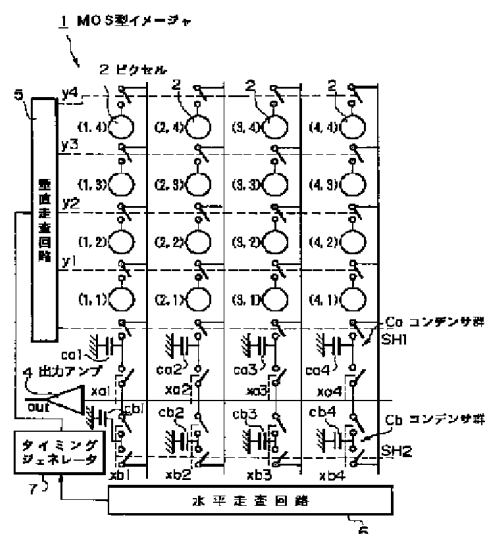 1 MOS型イメージャ
2 ピクセル
5
y4
2
2
2
(1,4)
(2,4)
(3,4)
(4,4)
y3
(1,3)
(2,3)
(3,3)
(4,3)
垂直走査回路
y2
(1,2)
(2,2)
(3,2)
(4,2)
y1
(1,1)
(2,1)
(3,1)
(4,1)
Ca コンデンサ群
SH1
ca1
ca2
ca3
ca4
4 出力アンプ
xa1
xa2
xa3
xa4
out
cb1
cb2
cb3
cb4
Cb コンデンサ群
SH2
タイミングジェネレータ
xb1
xb2
xb3
xb4
7
水平走査回路
6